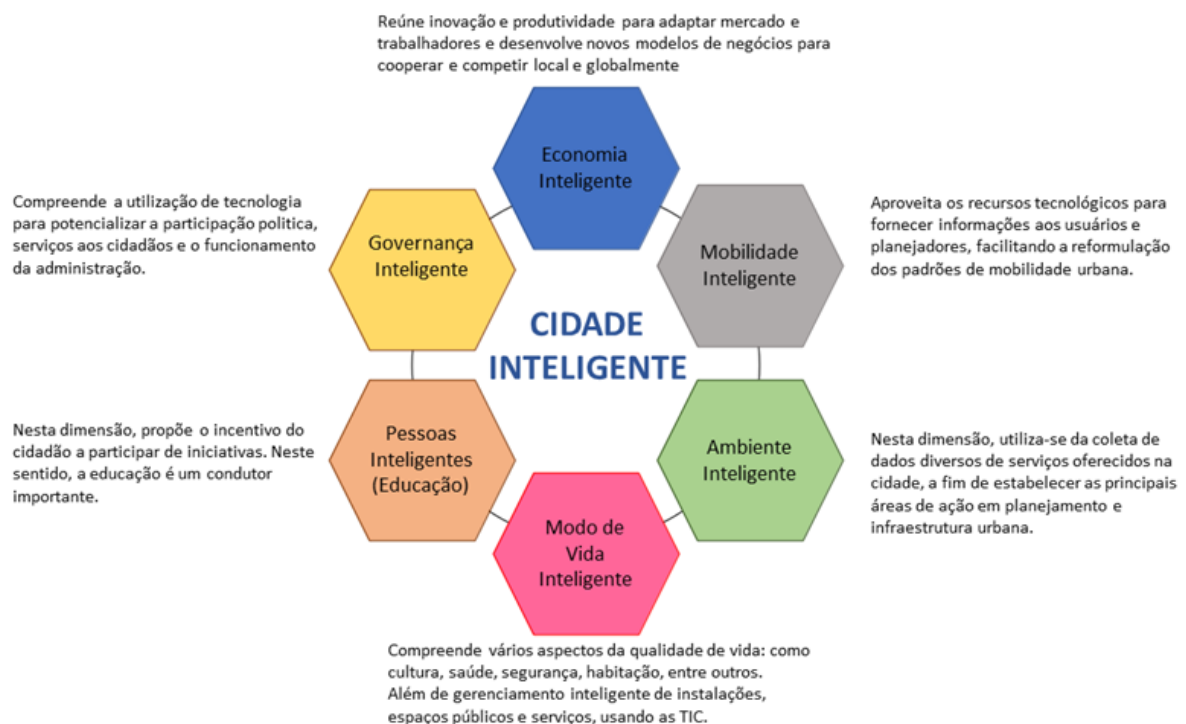 Reúne inovação e produtividade para adaptar mercado e
trabalhadores e desenvolve novos modelos de negócios para
cooperar e competir local e globalmente
Economia
Inteligente
Compreende a utilização de tecnologia
para potencializar a participação politica,
serviços aos cidadãos e o funcionamento
da administração.
Governança
Inteligente
Mobilidade
Inteligente
Aproveita os recursos tecnológicos para
fornecer informações aos usuários e
planejadores, facilitando a reformulação
dos padrões de mobilidade urbana.
CIDADE
INTELIGENTE
Nesta dimensão, propõe o incentivo do
cidadão a participar de iniciativas. Neste
sentido, a educação é um condutor
importante.
Pessoas
Inteligentes
(Educação)
Ambiente
Inteligente
Nesta dimensão, utiliza-se da coleta de
dados diversos de serviços oferecidos na
cidade, a fim de estabelecer as principais
áreas de ação em planejamento e
infraestrutura urbana.
Modo de
Vida
Inteligente
Compreende vários aspectos da qualidade de vida: como
cultura, saúde, segurança, habitação, entre outros.
Além de gerenciamento inteligente de instalações,
espaços públicos e serviços, usando as TIC.